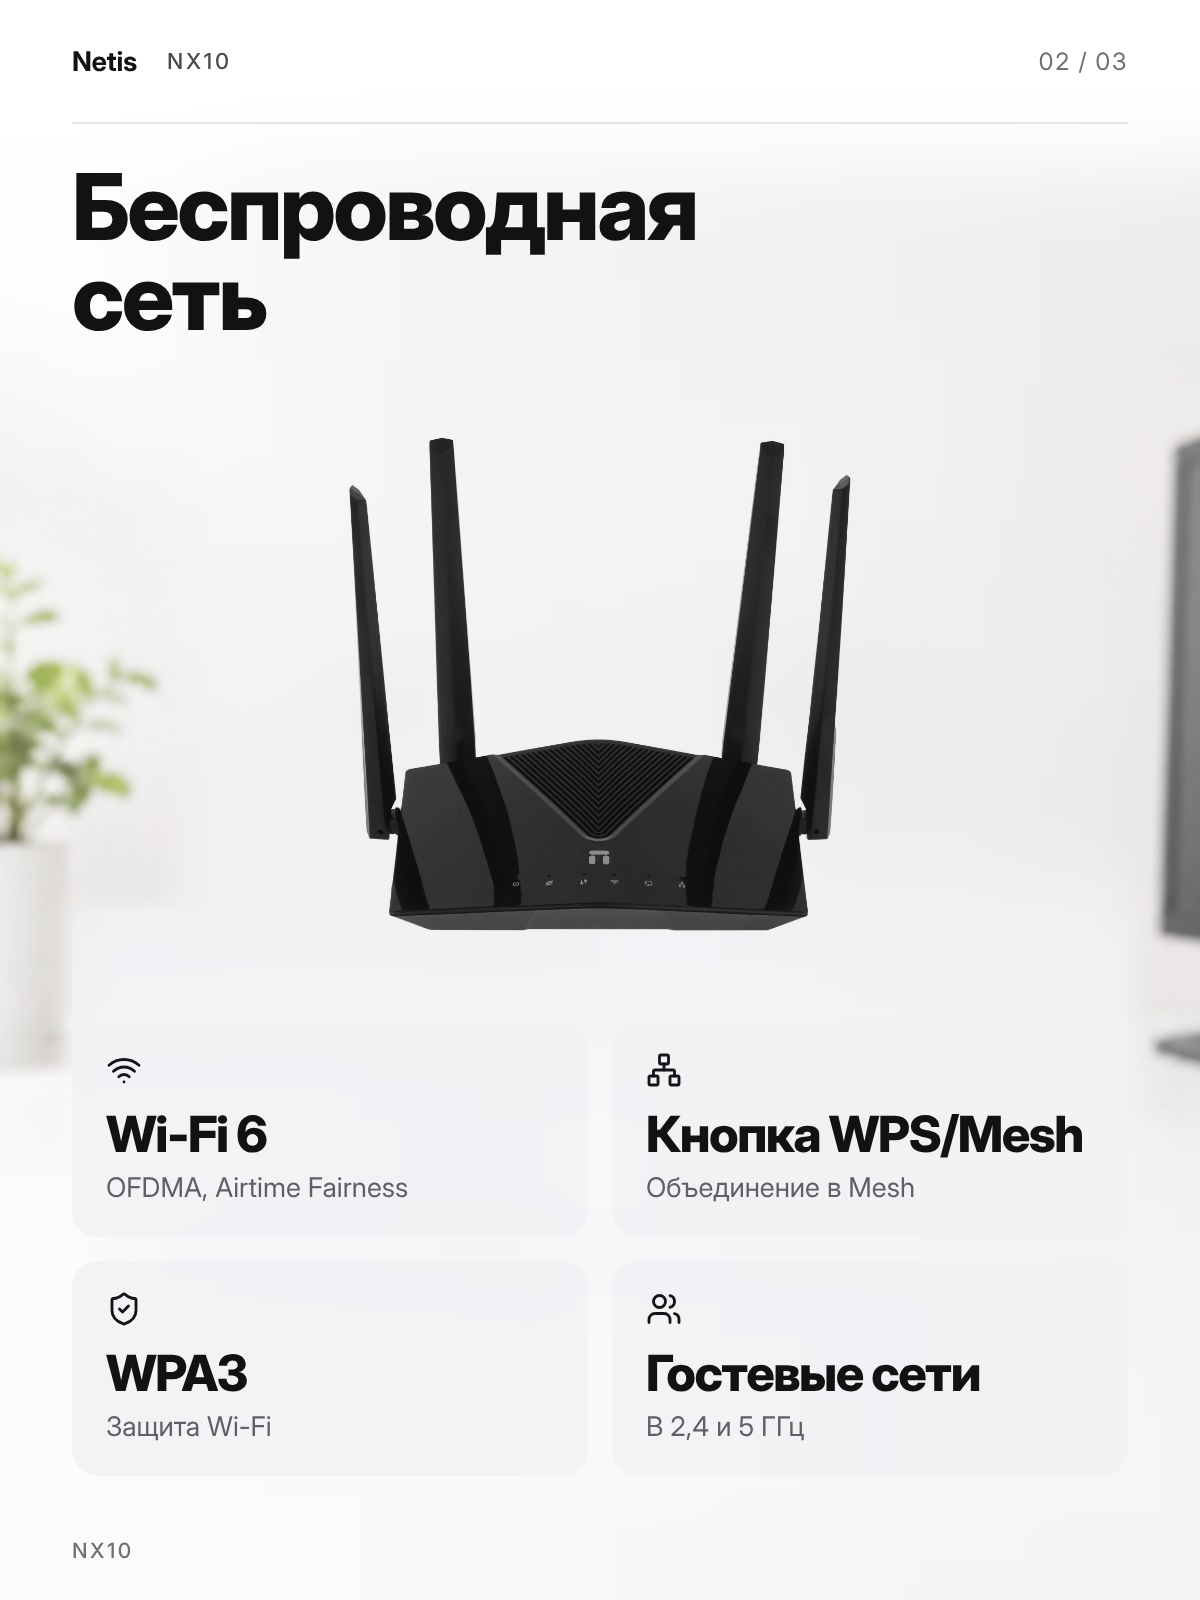 Netis NX10 02 / 03
Беспроводная
сеть
Wi-Fi 6
OFDMA, Airtime Fairness
Кнопка WPS/Mesh
Объединение в Mesh
WPA3
Защита Wi-Fi
Гостевые сети
В 2,4 и 5 ГГц
NX10